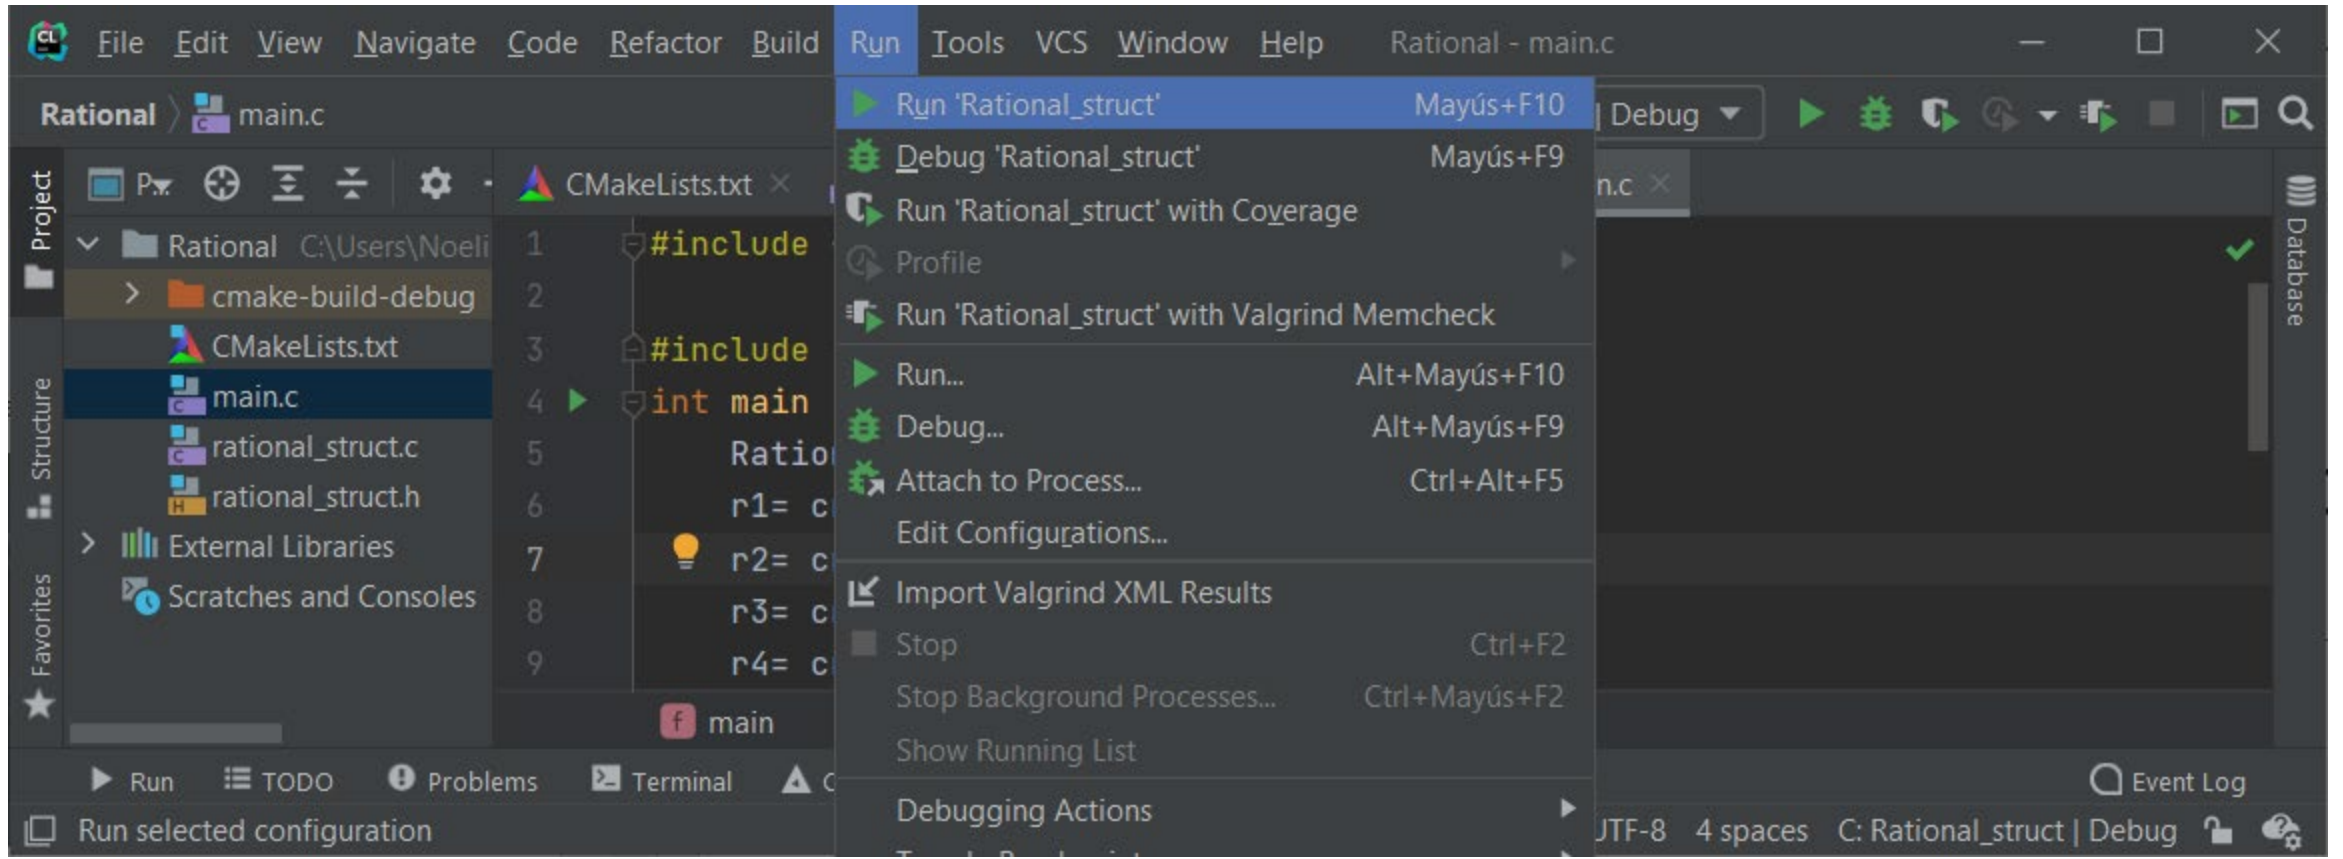 CL File Edit View Navigate Code Refactor Build Run Tools VCS Window Help Rational - main.c
Rational main.c | Debug
P... CMakeLists.txt n.c
Project
Structure
Favorites
Rational C:\Users\Noeli
cmake-build-debug
CMakeLists.txt
main.c
rational_struct.c
rational_struct.h
External Libraries
Scratches and Consoles
1 #include
2
3 #include
4 int main
5 Ratio
6 r1= c
7 r2= c
8 r3= c
9 r4= c
f main
Run 'Rational_struct' Mayús+F10
Debug 'Rational_struct' Mayús+F9
Run 'Rational_struct' with Coverage
Profile
Run 'Rational_struct' with Valgrind Memcheck
Run... Alt+Mayús+F10
Debug... Alt+Mayús+F9
Attach to Process... Ctrl+Alt+F5
Edit Configurations...
Import Valgrind XML Results
Stop Ctrl+F2
Stop Background Processes... Ctrl+Mayús+F2
Show Running List
Debugging Actions
Database
Run TODO Problems Terminal Event Log
Run selected configuration UTF-8 4 spaces C: Rational_struct | Debug